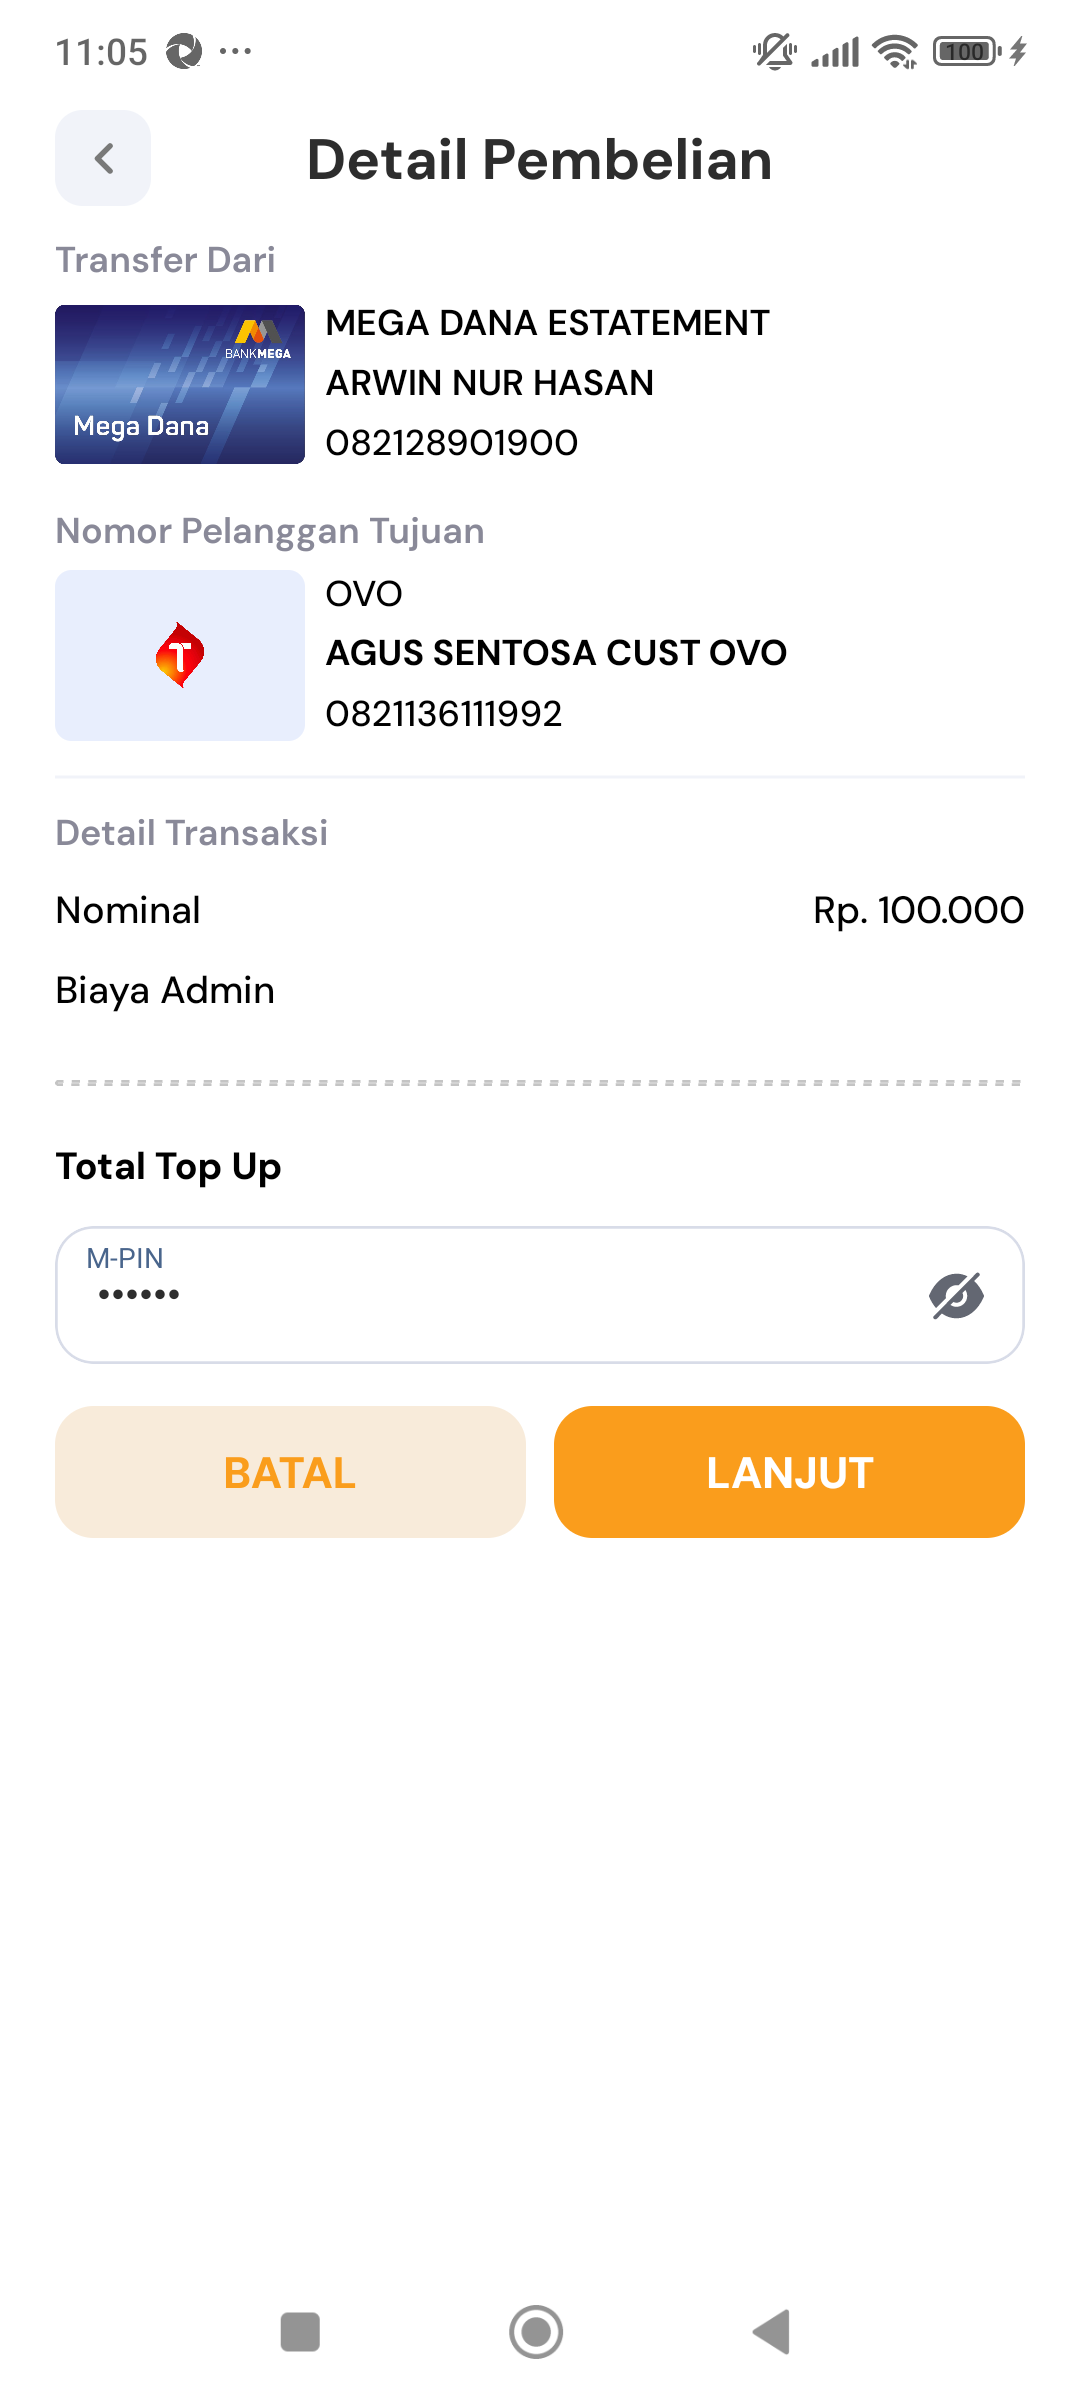 11:05
100
Detail Pembelian
Transfer Dari
BANKMEGA
Mega Dana
MEGA DANA ESTATEMENT
ARWIN NUR HASAN
082128901900
Nomor Pelanggan Tujuan
T
OVO
AGUS SENTOSA CUST OVO
0821136111992
Detail Transaksi
Nominal Rp. 100.000
Biaya Admin
Total Top Up
M-PIN
••••••
BATAL LANJUT